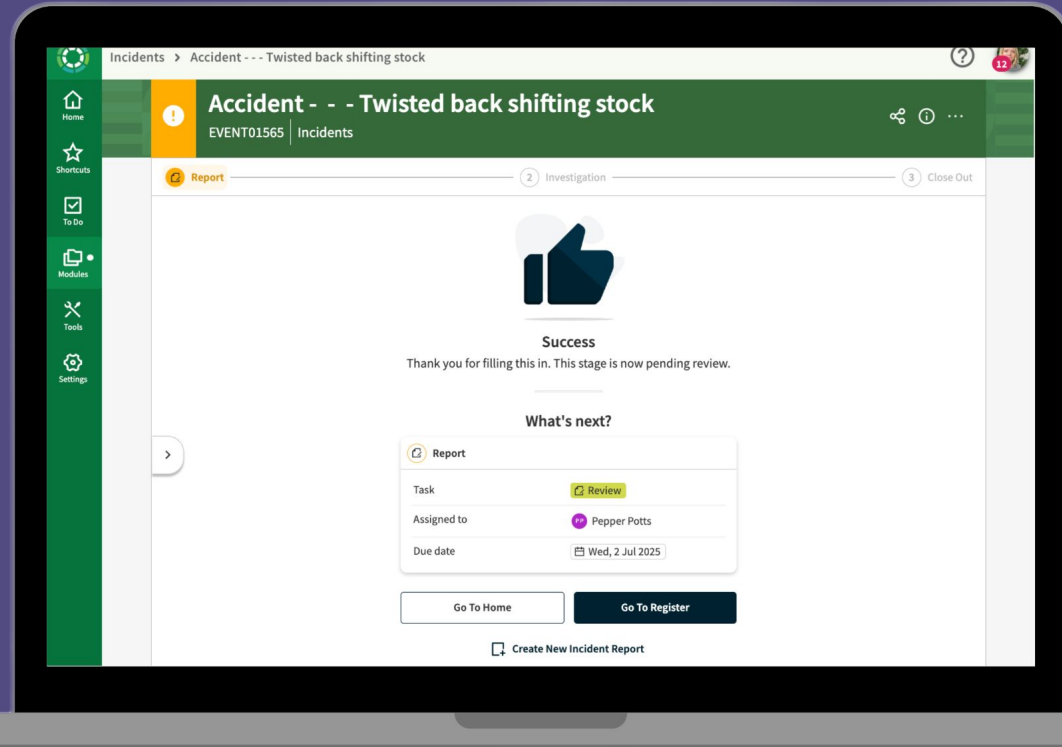 Incidents > Accident - - - Twisted back shifting stock
12
Home
Shortcuts
To Do
Modules
Tools
Settings
Accident - - - Twisted back shifting stock
EVENT01565 | Incidents
Report
2 Investigation
3 Close Out
Success
Thank you for filling this in. This stage is now pending review.
What's next?
Report
Task Review
Assigned to PP Pepper Potts
Due date Wed, 2 Jul 2025
Go To Home
Go To Register
Create New Incident Report